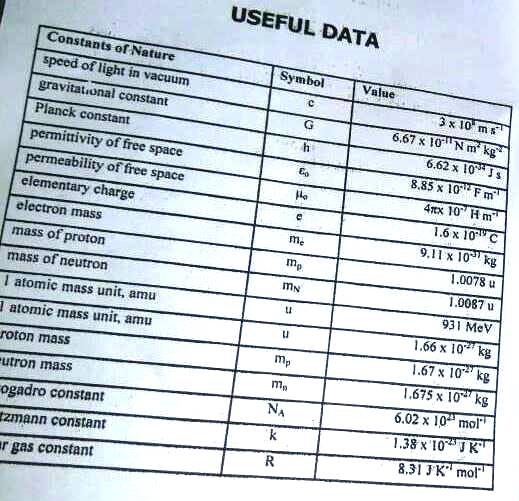 USEFUL DATA
Constants of Nature Symbol Value
speed of light in vacuum c 3 x 10⁸ m s⁻¹
gravitational constant G 6.67 x 10⁻¹¹ N m² kg⁻²
Planck constant h 6.62 x 10⁻³⁴ J s
permittivity of free space ε₀ 8.85 x 10⁻¹² F m⁻¹
permeability of free space μ₀ 4πx 10⁻⁷ H m⁻¹
elementary charge e 1.6 x 10⁻¹⁹ C
electron mass mₑ 9.11 x 10⁻³¹ kg
mass of proton mₚ 1.0078 u
mass of neutron m_N 1.0087 u
1 atomic mass unit, amu u 931 MeV
1 atomic mass unit, amu u 1.66 x 10⁻²⁷ kg
roton mass mₚ 1.67 x 10⁻²⁷ kg
eutron mass mₙ 1.675 x 10⁻²⁷ kg
ogadro constant N_A 6.02 x 10²³ mol⁻¹
tzmann constant k 1.38 x 10⁻²³ J K⁻¹
r gas constant R 8.31 J K⁻¹ mol⁻¹